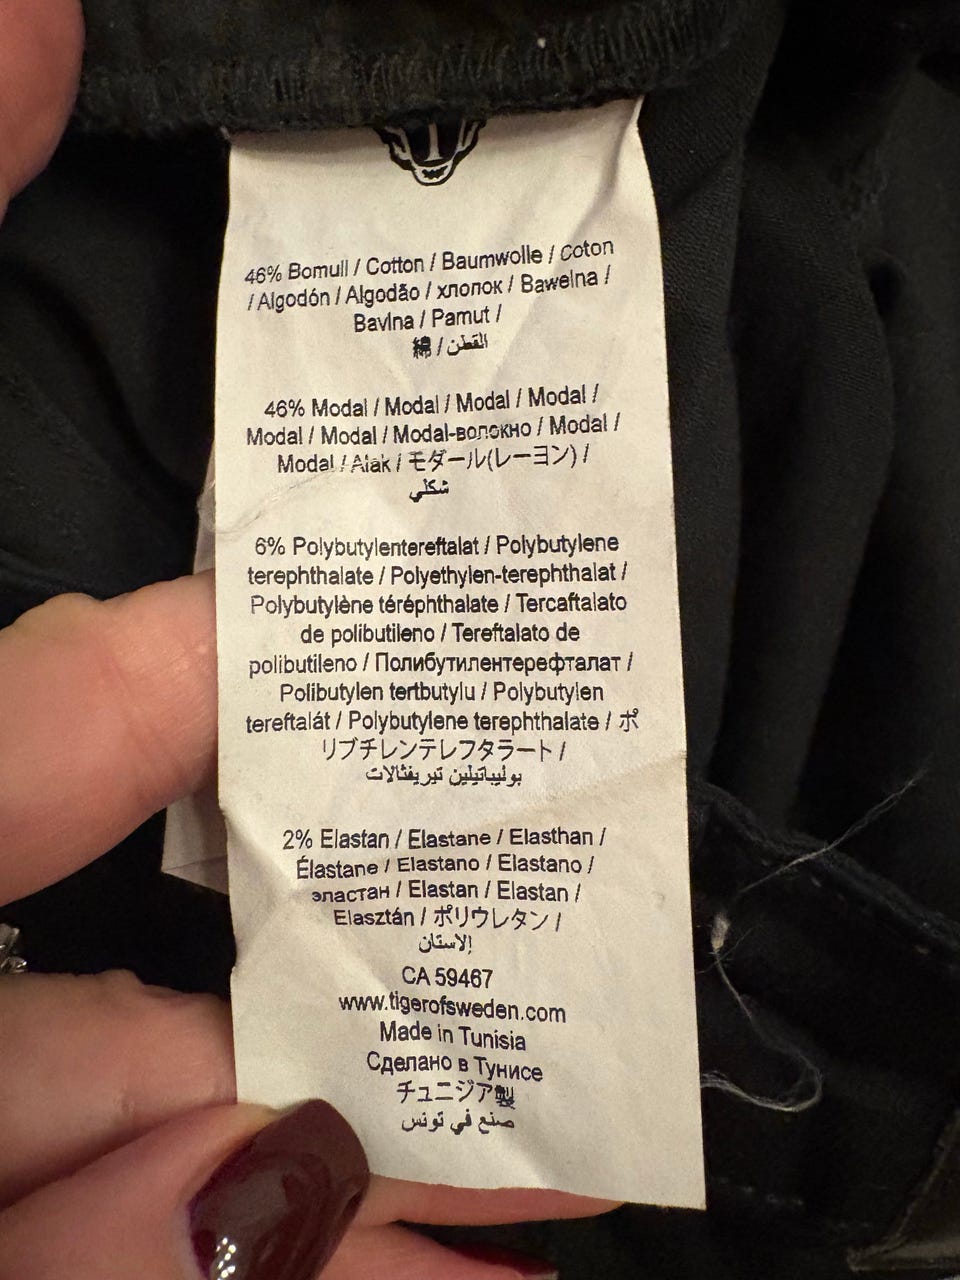 46% Bomull / Cotton / Baumwolle / Coton
/ Algodón / Algodão / хлопок / Bawelna /
Bavlna / Pamut /
綿 / القطن
46% Modal / Modal / Modal / Modal /
Modal / Modal / Modal-волокно / Modal /
Modal / Alak / モダール(レーヨン) /
شكلي
6% Polybutylentereftalat / Polybutylene
terephthalate / Polyethylen-terephthalat /
Polybutylène téréphthalate / Tercaftalato
de polibutileno / Tereftalato de
polibutileno / Полибутилентерефталат /
Polibutylen tertbutylu / Polybutylen
tereftalát / Polybutylene terephthalate / ポ
リブチレンテレフタラート /
بوليباتيلين تيريفثالات
2% Elastan / Elastane / Elasthan /
Élastane / Elastano / Elastano /
эластан / Elastan / Elastan /
Elasztán / ポリウレタン /
إلاستان
CA 59467
www.tigerofsweden.com
Made in Tunisia
Сделано в Тунисе
チュニジア製
صنع في تونس